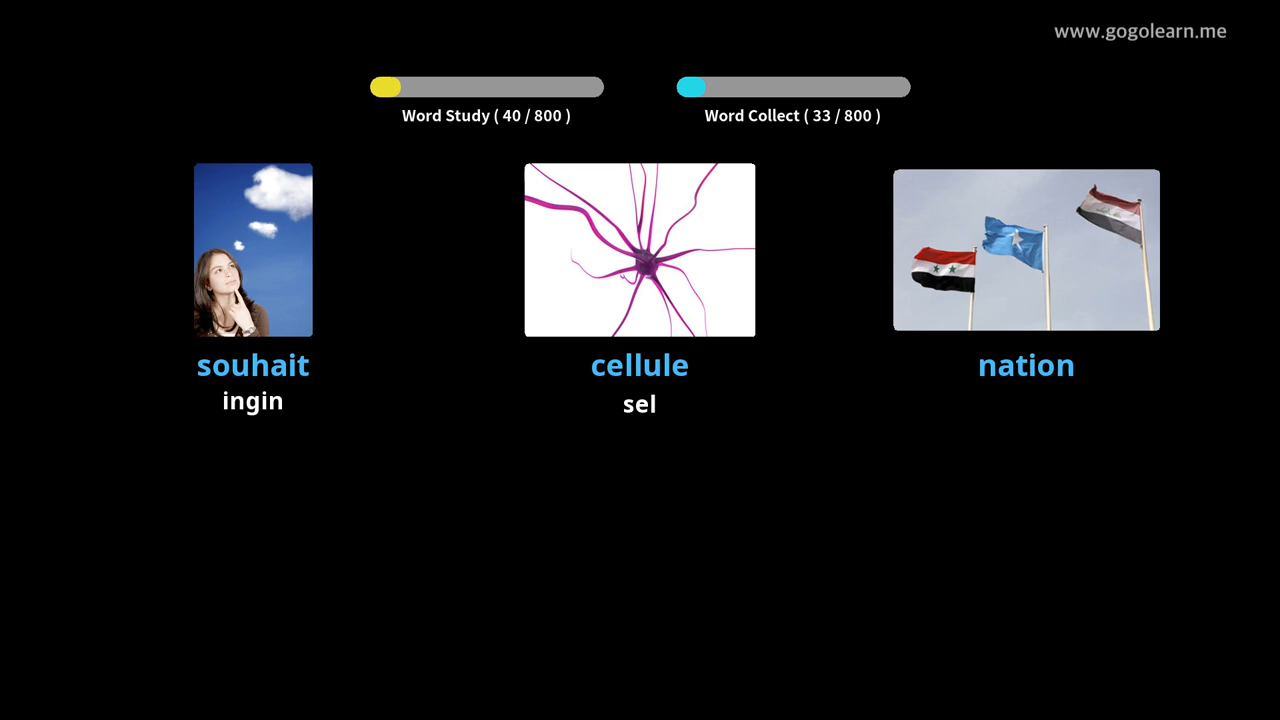 www.gogolearn.me
Word Study ( 40 / 800 )
Word Collect ( 33 / 800 )
souhait
ingin
cellule
sel
nation